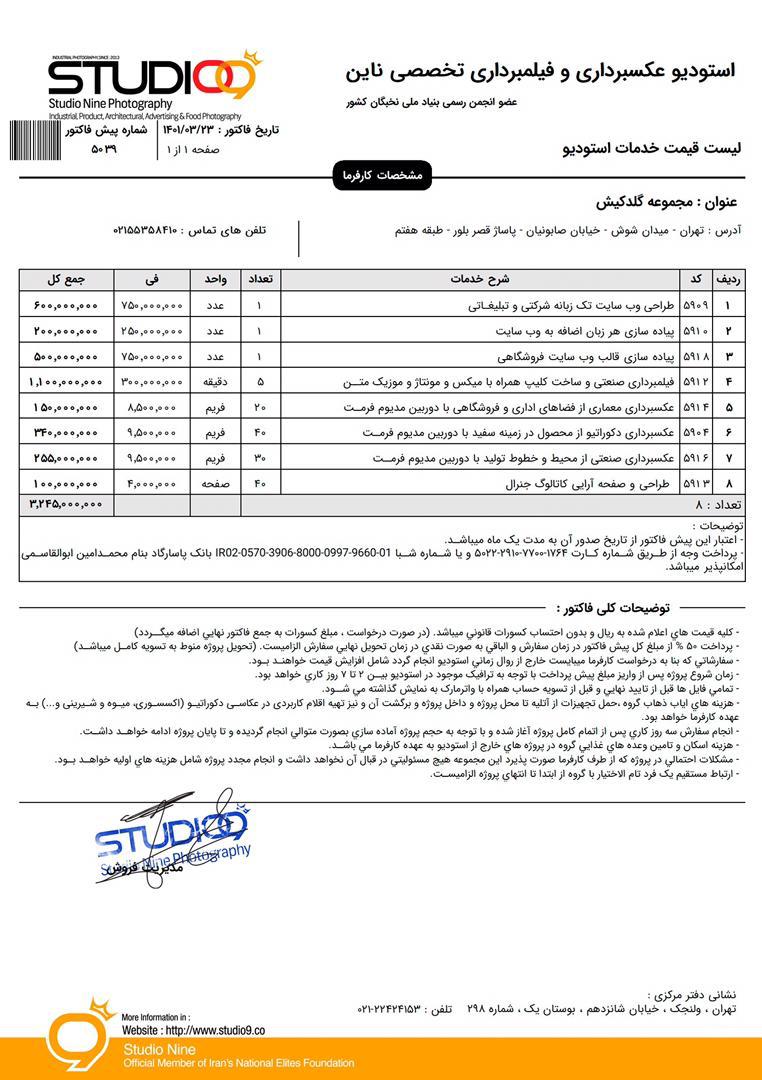 INDUSTRIAL PHOTOGRAPHY SINCE 2013
STUDIO9
Studio Nine Photography
Industrial, Product, Architectural, Advertising & Food Photography
استودیو عکسبرداری و فیلمبرداری تخصصی ناین
عضو انجمن رسمی بنیاد ملی نخبگان کشور
تاریخ فاکتور : ۱۴۰۱/۰۳/۲۳ شماره پیش فاکتور
صفحه ۱ از ۱ ۵۰۳۹
لیست قیمت خدمات استودیو
مشخصات کارفرما
عنوان : مجموعه گلدکیش
آدرس : تهران - میدان شوش - خیابان صابونیان - پاساژ قصر بلور - طبقه هفتم تلفن های تماس : ۰۲۱۵۵۳۵۸۴۱۰
ردیف کد شرح خدمات تعداد واحد فی جمع کل
۱ ۵۹۰۹ طراحی وب سایت تک زبانه شرکتی و تبلیغـاتی ۱ عدد ۷۵۰,۰۰۰,۰۰۰ ۶۰۰,۰۰۰,۰۰۰
۲ ۵۹۱۰ پیاده سازی هر زبان اضافه به وب سایت ۱ عدد ۲۵۰,۰۰۰,۰۰۰ ۲۰۰,۰۰۰,۰۰۰
۳ ۵۹۱۸ پیاده سازی قالب وب سایت فروشگاهی ۱ عدد ۷۵۰,۰۰۰,۰۰۰ ۵۰۰,۰۰۰,۰۰۰
۴ ۵۹۱۲ فیلمبرداری صنعتی و ساخت کلیپ همراه با میکس و مونتاژ و موزیک متـن ۵ دقیقه ۳۰۰,۰۰۰,۰۰۰ ۱,۱۰۰,۰۰۰,۰۰۰
۵ ۵۹۱۴ عکسبرداری معماری از فضاهای اداری و فروشگاهی با دوربین مدیوم فرمـت ۲۰ فریم ۸,۵۰۰,۰۰۰ ۱۵۰,۰۰۰,۰۰۰
۶ ۵۹۰۴ عکسبرداری دکوراتیو از محصول در زمینه سفید با دوربین مدیوم فرمـت ۴۰ فریم ۹,۵۰۰,۰۰۰ ۳۴۰,۰۰۰,۰۰۰
۷ ۵۹۱۶ عکسبرداری صنعتی از محیط و خطوط تولید با دوربین مدیوم فرمـت ۳۰ فریم ۹,۵۰۰,۰۰۰ ۲۵۵,۰۰۰,۰۰۰
۸ ۵۹۱۳ طراحی و صفحه آرایی کاتالوگ جنرال ۴۰ صفحه ۴,۰۰۰,۰۰۰ ۱۰۰,۰۰۰,۰۰۰
تعداد : ۸ ۳,۲۴۵,۰۰۰,۰۰۰
توضیحات :
- اعتبار این پیش فاکتور از تاریخ صدور آن به مدت یک ماه میباشـد.
- پرداخت وجه از طـریق شـماره کـارت ۱۷۶۴-۷۷۰۰-۲۹۱۰-۵۰۲۲ و یا شـماره شـبا IR02-0570-3906-8000-0997-9660-01 بانک پاسارگاد بنام محمـدامین ابوالقاسـمی
امکانپذیر میباشد.
توضیحات کلی فاکتور :
- کلیه قیمت هاي اعلام شده به ریال و بدون احتساب کسورات قانوني میباشد. (در صورت درخواست ، مبلغ کسورات به جمع فاکتور نهایي اضافه میگــردد)
- پرداخت ۵۰ % از مبلغ کل پیش فاکتور در زمان سفارش و الباقي به صورت نقدي در زمان تحویل نهایي سفارش الزامیست. (تحویل پروژه منوط به تسویه کامـل میباشـد)
- سفارشاتي که بنا به درخواست کارفرما میبایست خارج از روال زماني استودیو انجام گردد شامل افزایش قیمت خواهنـد بـود.
- زمان شروع پروژه پس از واریز مبلغ پیش پرداخت با توجه به ترافیک موجود در استودیو بیـن ۲ تا ۷ روز کاري خواهد بود.
- تمامي فایل ها قبل از تایید نهایي و قبل از تسویه حساب همراه با واترمارک به نمایش گذاشته مي شــود.
- هزینه هاي ایاب ذهاب گروه ،حمل تجهیزات از آتلیه تا محل پروژه و داخل پروژه و برگشت آن و نیز تهیه اقلام کاربردی در عکاسـی دکوراتیـو (اکسسـوری، میـوه و شـیرینی و...) بـه
عهده کارفرما خواهد بود.
- انجام سفارش سه روز کاري پس از اتمام کامل پروژه آغاز شده و با توجه به حجم پروژه آماده سازي بصورت متوالي انجام گردیده و تا پایان پروژه ادامه خواهـد داشـت.
- هزینه اسکان و تامین وعده هاي غذایي گروه در پروژه هاي خارج از استودیو به عهده کارفرما مي باشـد.
- مشکلات احتمالي در پروژه که از طرف کارفرما صورت پذیرد این مجموعه هیچ مسئولیتي در قبال آن نخواهد داشت و انجام مجدد پروژه شامل هزینه هاي اولیه خواهـد بـود.
- ارتباط مستقیم یک فرد تام الاختیار با گروه از ابتدا تا انتهاي پروژه الزامیسـت.
STUDIO9
Studio Nine Photography
مدیریت فروش
نشانی دفتر مرکزی :
تهران ، ولنجک ، خیابان شانزدهم ، بوستان یک ، شماره ۲۹۸ تلفن : ۰۲۱-۲۲۴۲۴۱۵۳
More Information in :
Website : http://www.studio9.co
Studio Nine
Official Member of Iran's National Elites Foundation